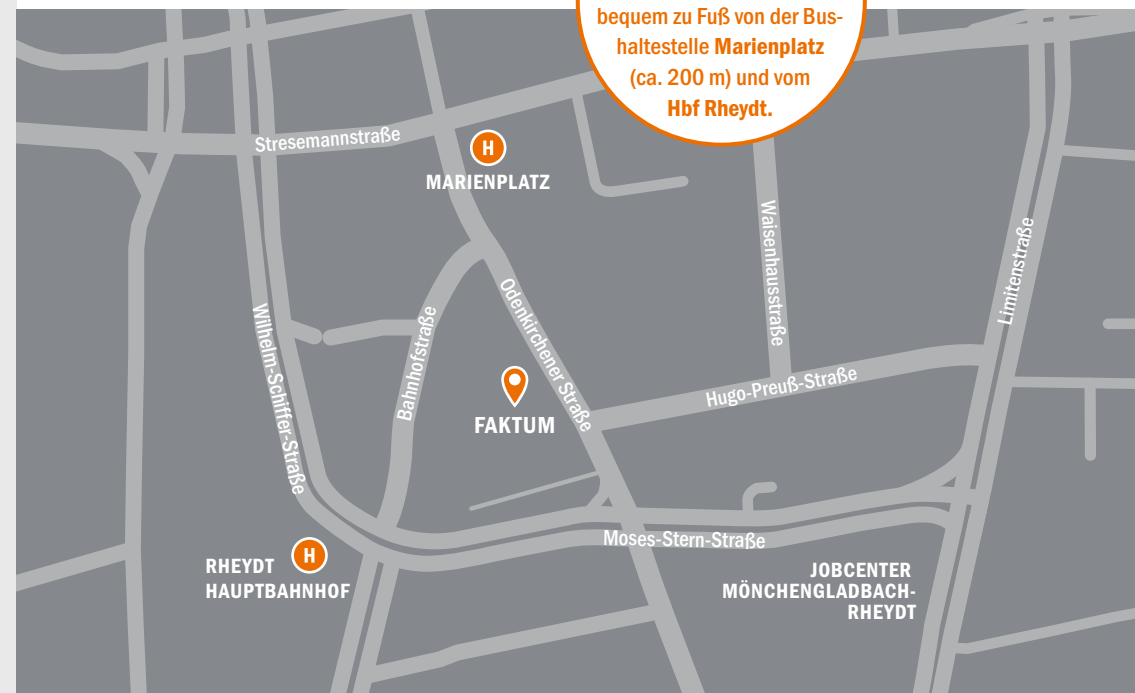 bequem zu Fuß von der Bus-
haltestelle Marienplatz
(ca. 200 m) und vom
Hbf Rheydt.
Stresemannstraße
H
MARIENPLATZ
Waisenhausstraße
Limitenstraße
Wilhelm-Schiffer-Straße
Bahnhofstraße
Odenkirchener Straße
Hugo-Preuß-Straße
FAKTUM
Moses-Stern-Straße
H
RHEYDT
HAUPTBAHNHOF
JOBCENTER
MÖNCHENGLADBACH-
RHEYDT